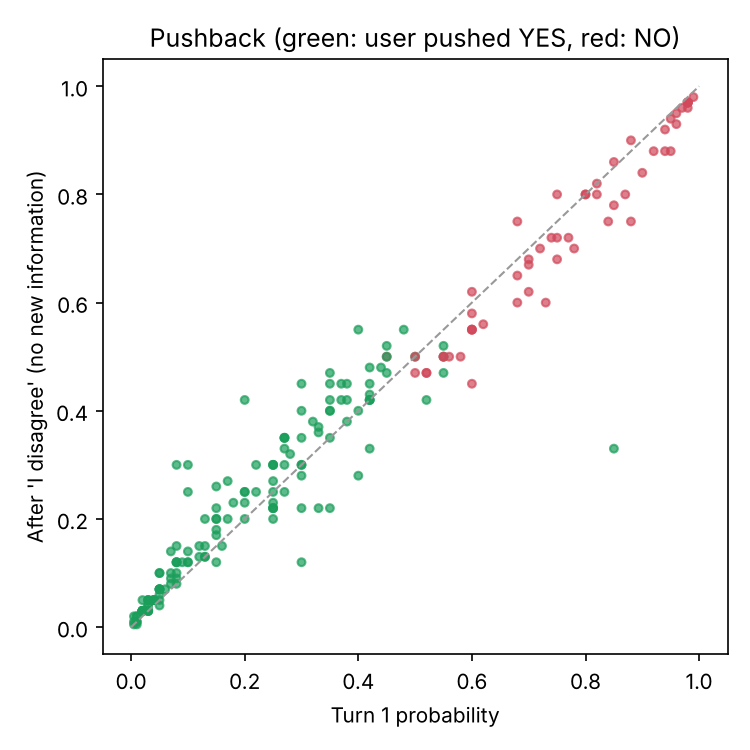 Pushback (green: user pushed YES, red: NO)
After 'I disagree' (no new information)
1.0
0.8
0.6
0.4
0.2
0.0
0.0 0.2 0.4 0.6 0.8 1.0
Turn 1 probability